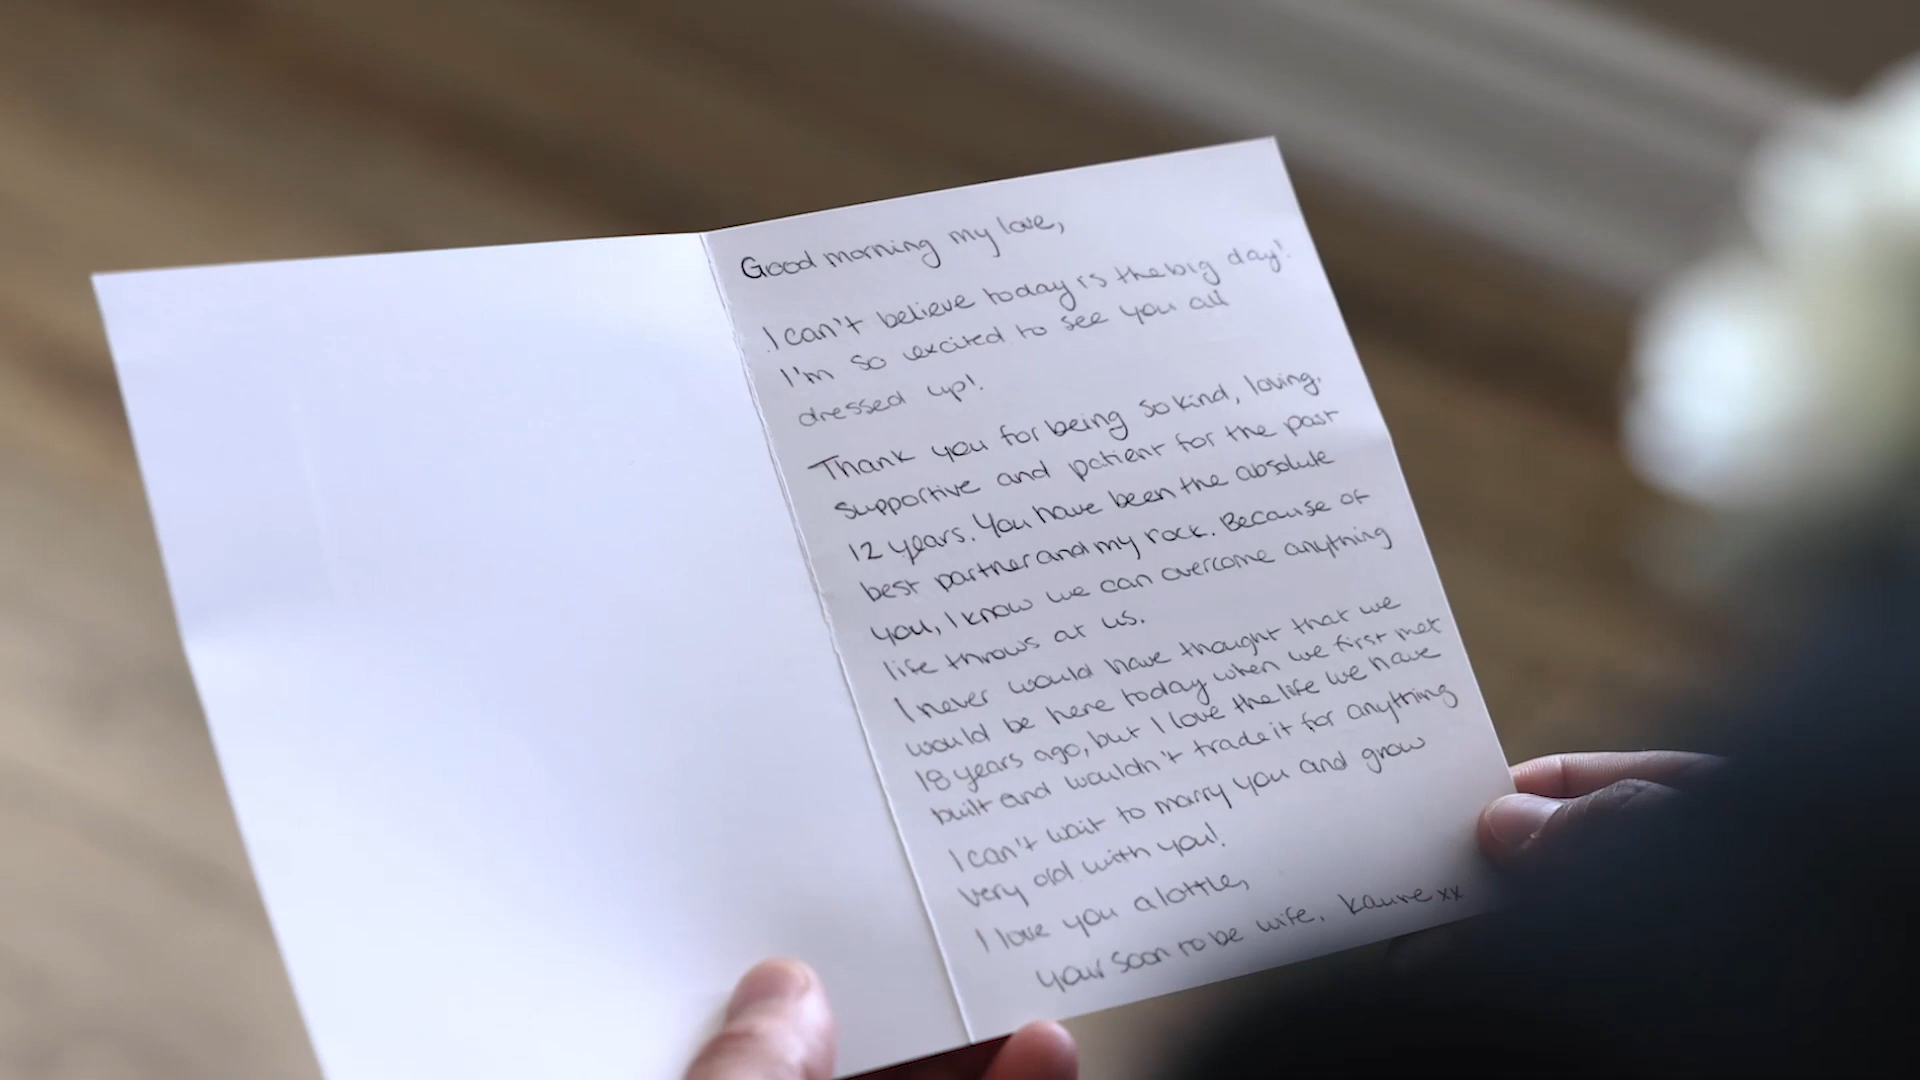 Good morning my love,
I can't believe today is the big day!
I'm so excited to see you all
dressed up!
Thank you for being so kind, loving,
supportive and patient for the past
12 years. You have been the absolute
best partner and my rock. Because of
you, I know we can overcome anything
life throws at us.
I never would have thought that we
would be here today when we first met
18 years ago, but I love the life we have
built and wouldn't trade it for anything
I can't wait to marry you and grow
very old with you!
I love you a lottle,
your soon to be wife, xx